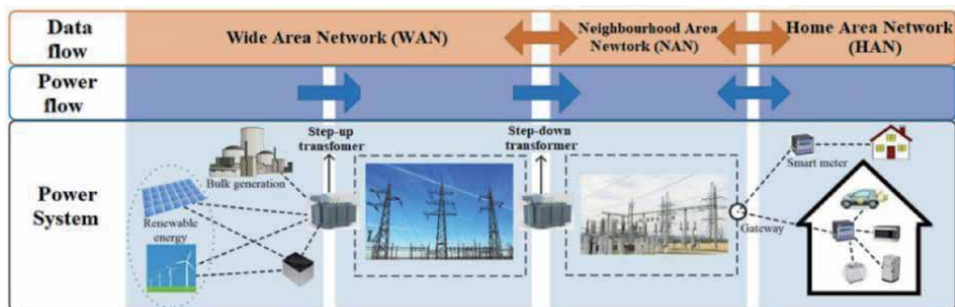 Data
flow
Wide Area Network (WAN)
Neighbourhood Area
Newtork (NAN)
Home Area Network
(HAN)
Power
flow
Power
System
Step-up
transfomer
Step-down
transformer
Bulk generation
Renewable
energy
Smart meter
Gateway